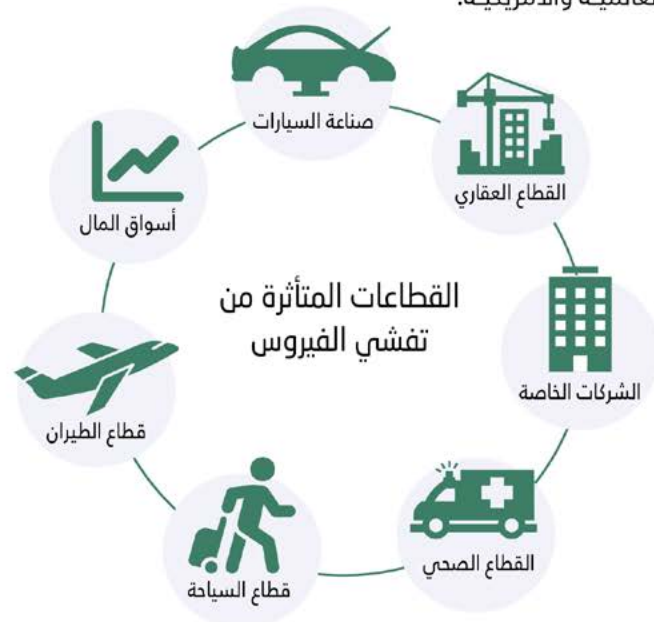 والأمريكية.
صناعة السيارات
القطاع العقاري
أسواق المال
القطاعات المتأثرة من
تفشي الفيروس
الشركات الخاصة
قطاع الطيران
القطاع الصحي
قطاع السياحة